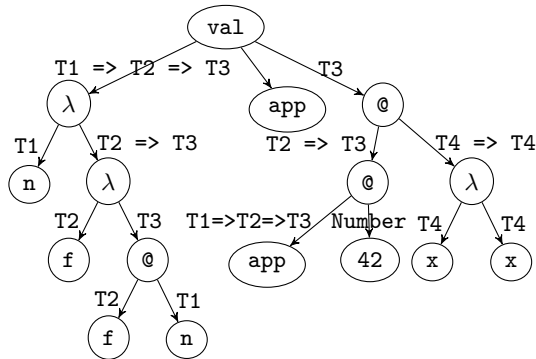 val
T1 => T2 => T3
T3
λ
app
@
T1
T2 => T3
T2 => T3
T4 => T4
n
λ
@
λ
T2
T3
T1=>T2=>T3
Number
T4
T4
f
@
app
42
x
x
T2
T1
f
n